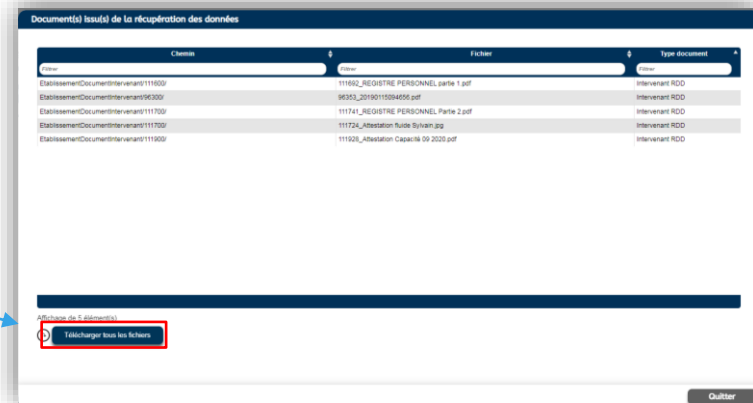 Document(s) issu(s) de la récupération des données
Chemin Fichier Type document
Filtrer Filtrer Filtrer
EtablissementDocumentIntervenant/111600/ 111692_REGISTRE PERSONNEL partie 1.pdf Intervenant RDD
EtablissementDocumentIntervenant/96300/ 96353_20190115094656.pdf Intervenant RDD
EtablissementDocumentIntervenant/111700/ 111741_REGISTRE PERSONNEL Partie 2.pdf Intervenant RDD
EtablissementDocumentIntervenant/111700/ 111724_Attestation fluide Sylvain.jpg Intervenant RDD
EtablissementDocumentIntervenant/111900/ 111926_Attestation Capacité 09 2020.pdf Intervenant RDD
Affichage de 5 élément(s)
Télécharger tous les fichiers
Quitter